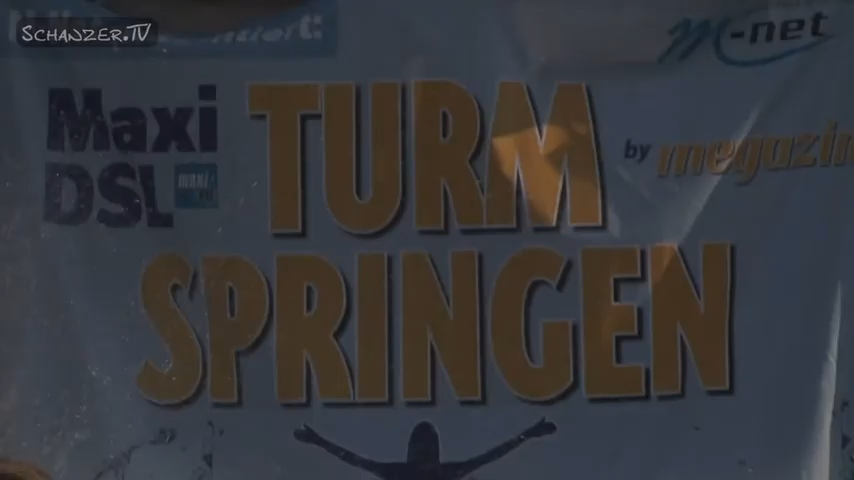 SCHANZER.TV
M-net
Maxi
DSL
TURM
SPRINGEN
by